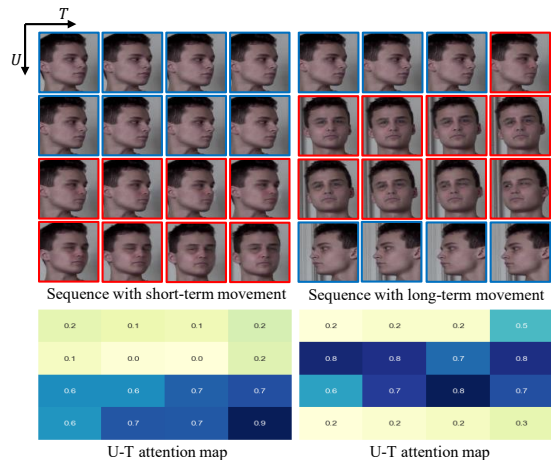 T
U
Sequence with short-term movement
Sequence with long-term movement
0.2 0.1 0.1 0.2
0.1 0.0 0.0 0.2
0.6 0.6 0.7 0.7
0.6 0.7 0.7 0.9
0.2 0.2 0.2 0.5
0.8 0.8 0.7 0.8
0.6 0.7 0.8 0.7
0.2 0.2 0.2 0.3
U-T attention map
U-T attention map